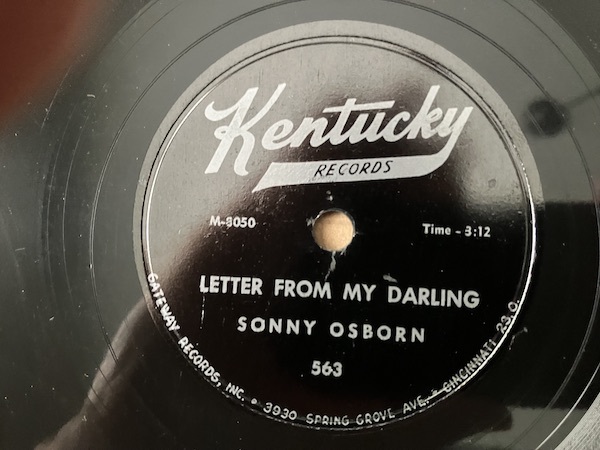 Kentucky
RECORDS
M-8050
Time - 3:12
LETTER FROM MY DARLING
SONNY OSBORN
563
GATEWAY RECORDS, INC. • 3930 SPRING GROVE AVE. - CINCINNATI 23, O.